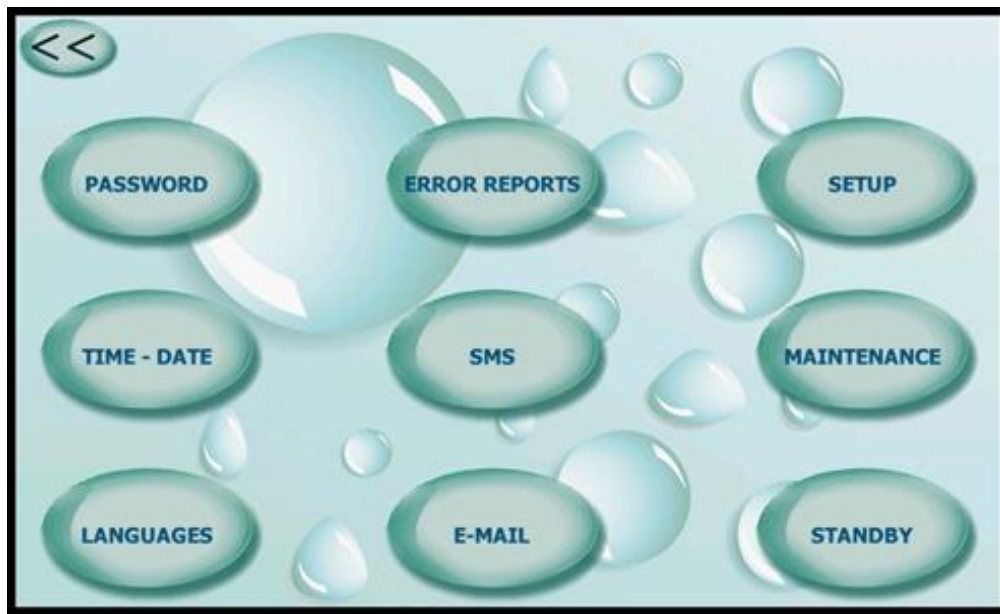 <<
PASSWORD
ERROR REPORTS
SETUP
TIME - DATE
SMS
MAINTENANCE
LANGUAGES
E-MAIL
STANDBY